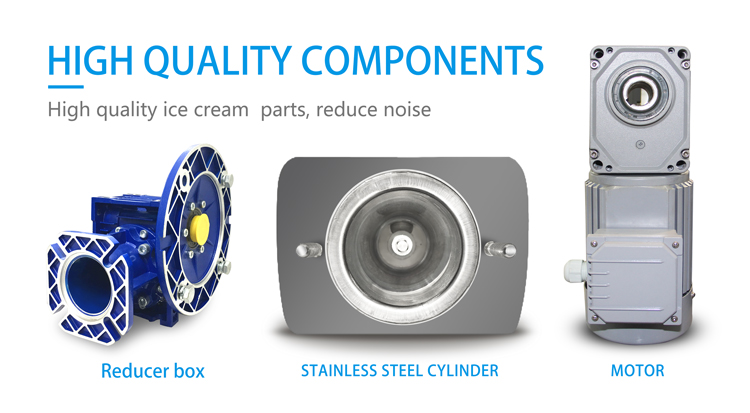 HIGH QUALITY COMPONENTS
High quality ice cream  parts, reduce noise
Reducer box
STAINLESS STEEL CYLINDER
MOTOR